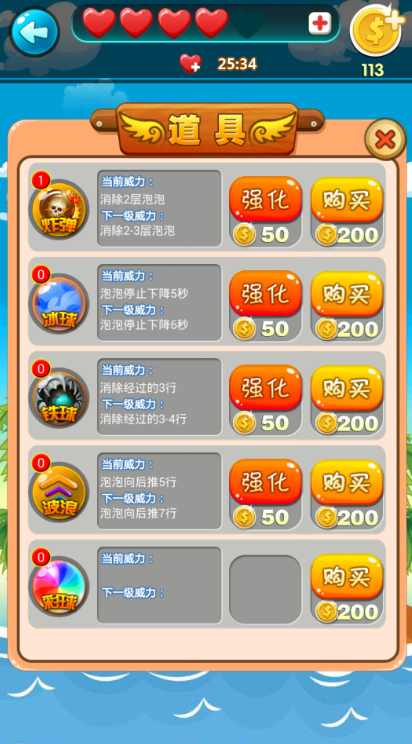 25:34
113
道具
1
炸弹
当前威力：
消除2层泡泡
下一级威力：
消除2-3层泡泡
强化
50
购买
200
0
冰球
当前威力：
泡泡停止下降5秒
下一级威力：
泡泡停止下降6秒
强化
50
购买
200
0
铁球
当前威力：
消除经过的3行
下一级威力：
消除经过的3-4行
强化
50
购买
200
0
波浪
当前威力：
泡泡向后推5行
下一级威力：
泡泡向后推7行
强化
50
购买
200
0
彩球
当前威力：
下一级威力：
购买
200